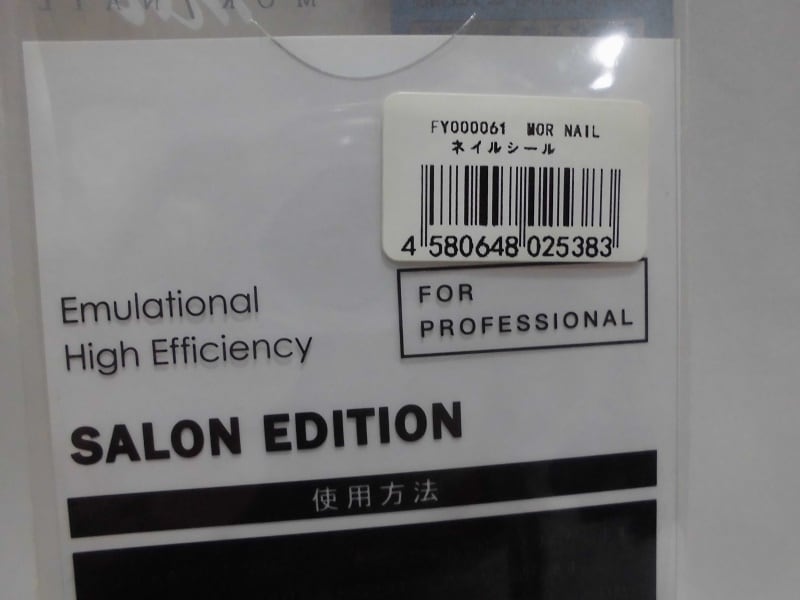 FY000061 MOR NAIL
ネイルシール
4 580648 025383
Emulational
High Efficiency
FOR
PROFESSIONAL
SALON EDITION
使用方法